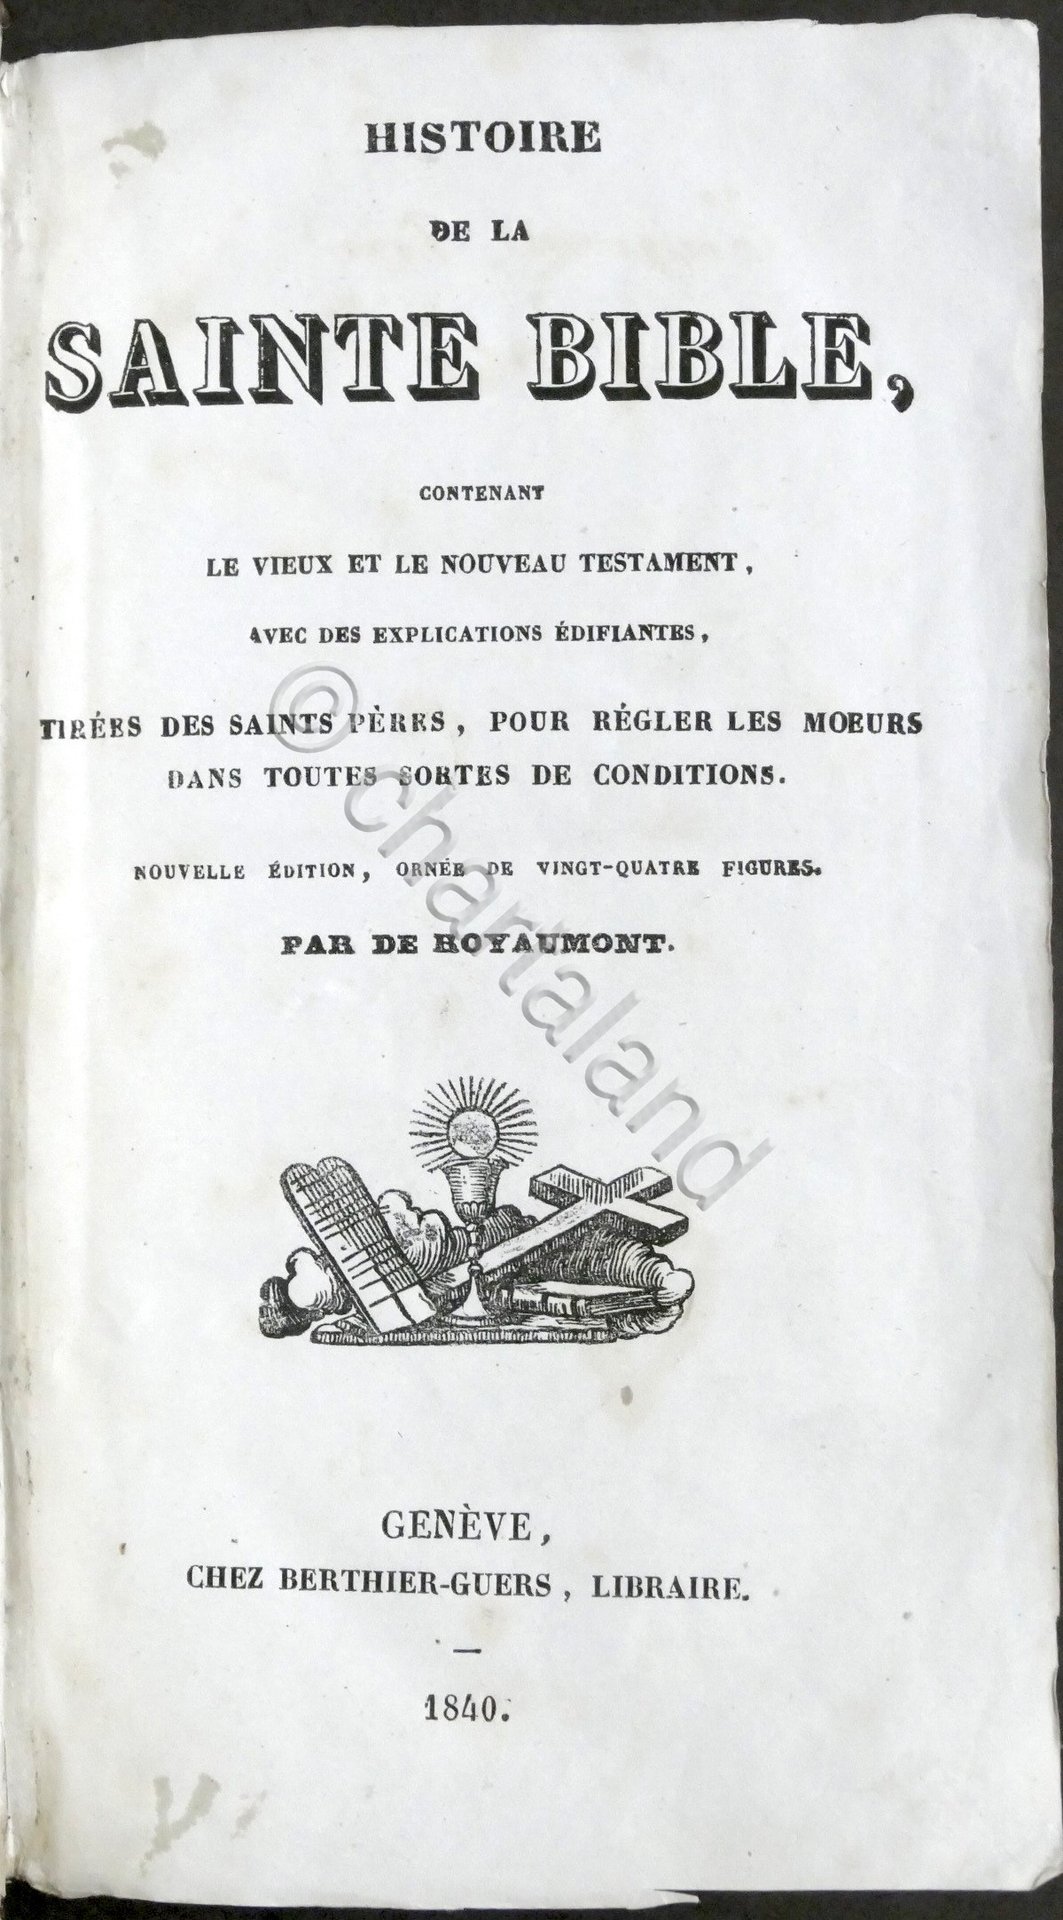 HISTOIRE
DE LA
SAINTE BIBLE,
CONTENANT
LE VIEUX ET LE NOUVEAU TESTAMENT,
AVEC DES EXPLICATIONS ÉDIFIANTES,
TIRÉES DES SAINTS PÈRES, POUR RÉGLER LES MOEURS
DANS TOUTES SORTES DE CONDITIONS.
NOUVELLE ÉDITION, ORNÉE DE VINGT-QUATRE FIGURES.
PAR DE ROYAUMONT.
© chartaland
GENÈVE,
CHEZ BERTHIER-GUERS, LIBRAIRE.
—
1840.